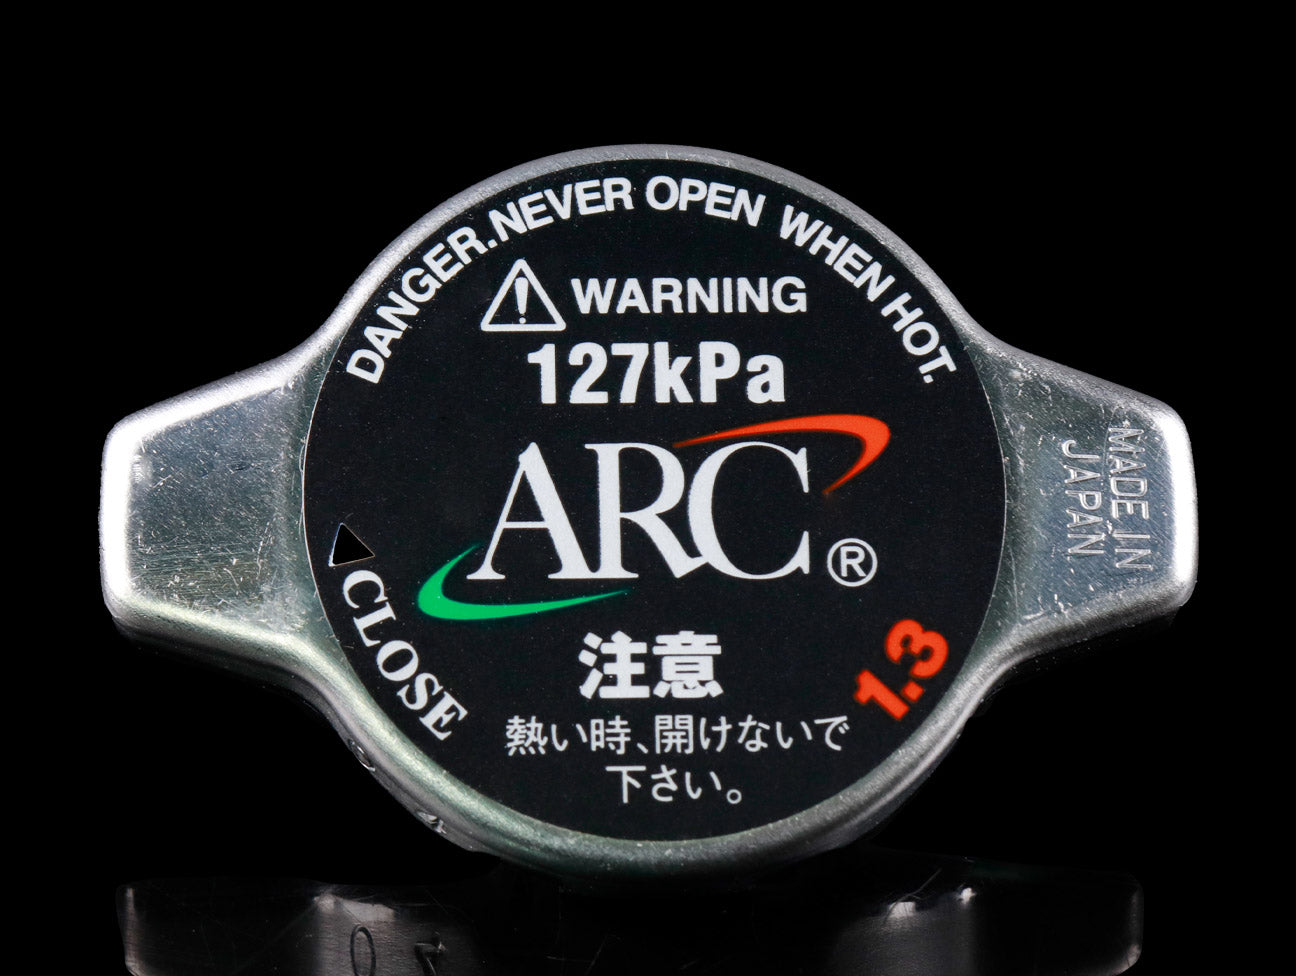 DANGER. NEVER OPEN WHEN HOT.
WARNING
127kPa
ARC®
CLOSE
1.3
注意
熱い時、開けないで
下さい。
MADE IN
JAPAN